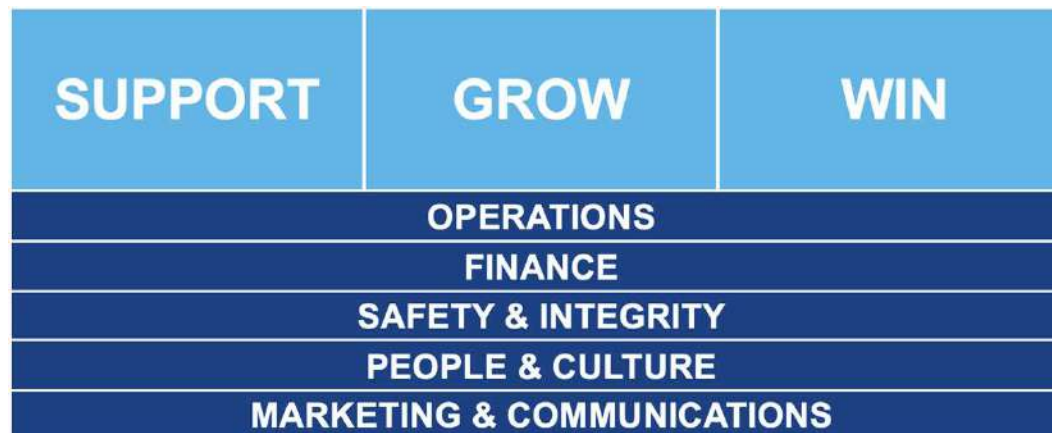 SUPPORT GROW WIN
OPERATIONS
FINANCE
SAFETY & INTEGRITY
PEOPLE & CULTURE
MARKETING & COMMUNICATIONS